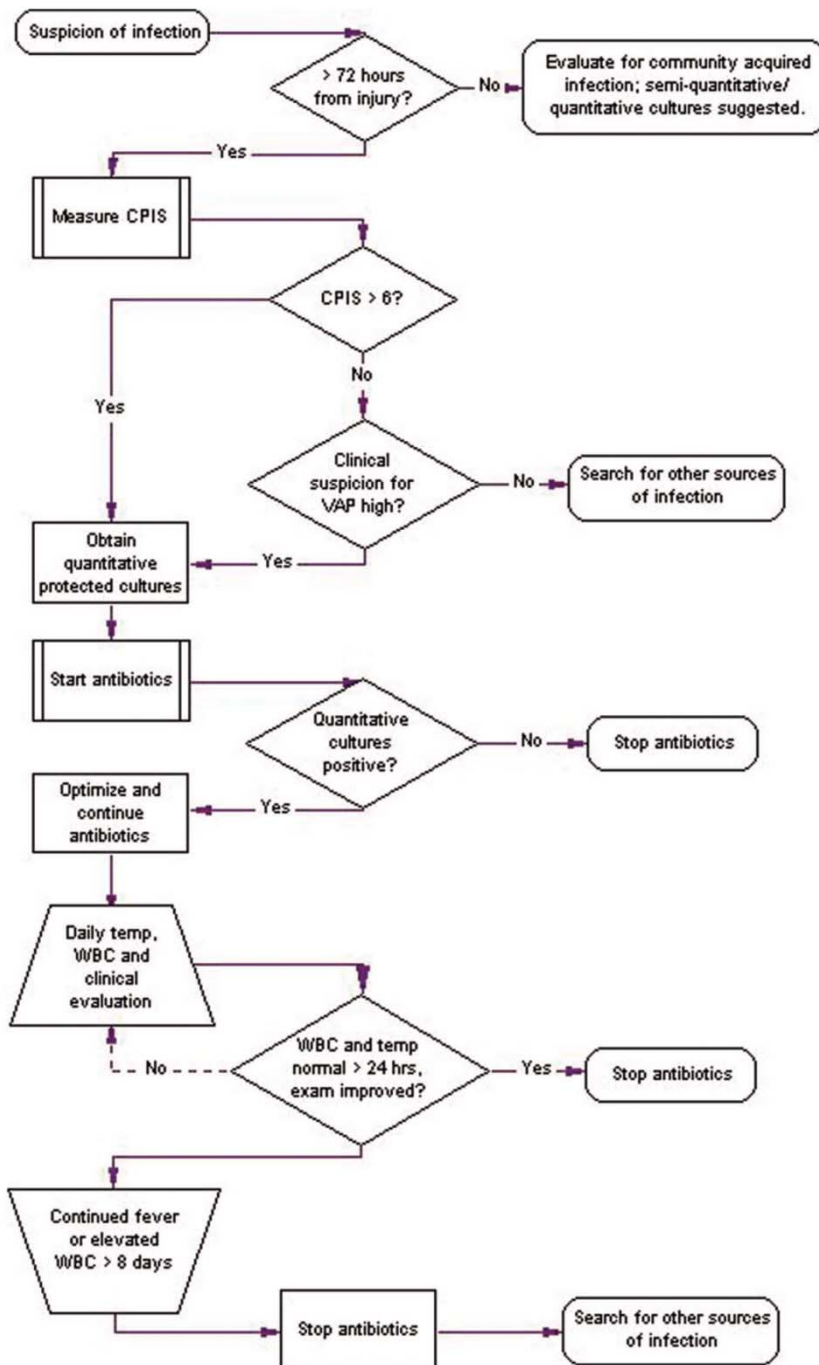 Suspicion of infection
> 72 hours
from injury?
No
Evaluate for community acquired
infection; semi-quantitative/
quantitative cultures suggested.
Yes
Measure CPIS
CPIS > 6?
No
Yes
Clinical
suspicion for
VAP high?
No
Search for other sources
of infection
Obtain
quantitative
protected cultures
Yes
Start antibiotics
Quantitative
cultures
positive?
No
Stop antibiotics
Optimize and
continue
antibiotics
Yes
Daily temp,
WBC and
clinical
evaluation
No
WBC and temp
normal > 24 hrs,
exam improved?
Yes
Stop antibiotics
Continued fever
or elevated
WBC > 8 days
Stop antibiotics
Search for other sources
of infection